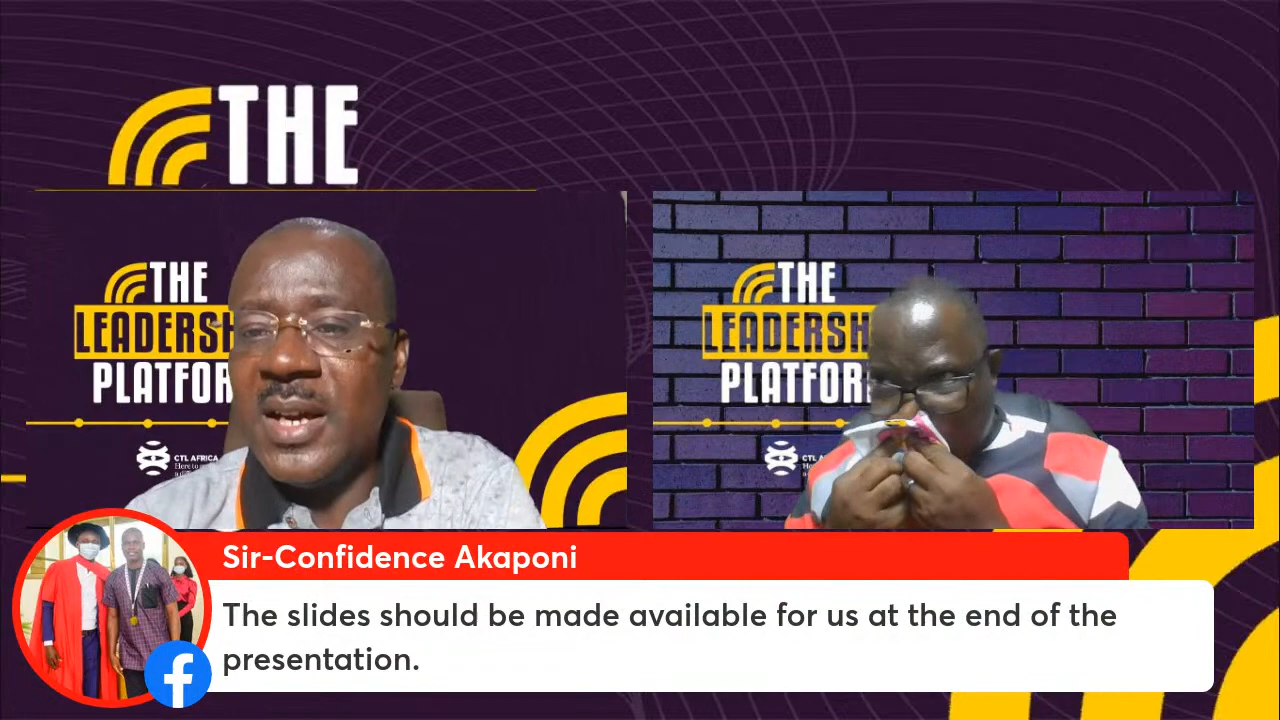 THE
THE
LEADERSH
PLATFOR
CTL AFRICA
THE
LEADERSH
PLATFOR
CTL A
Sir-Confidence Akaponi
The slides should be made available for us at the end of the
presentation.